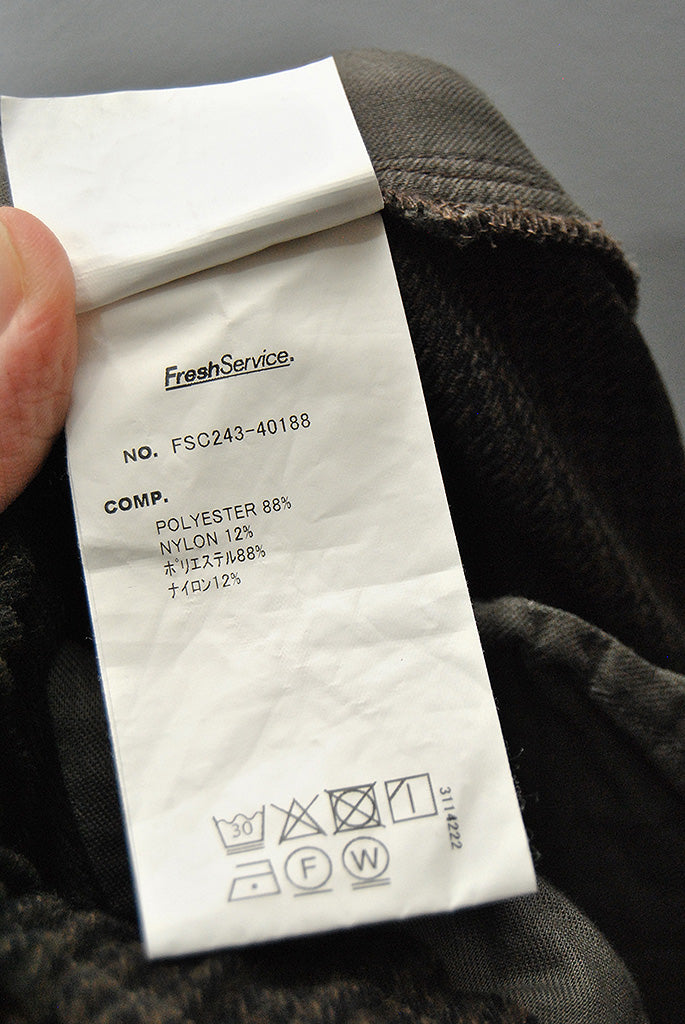 FreshService.
NO. FSC243-40188
COMP.
POLYESTER 88%
NYLON 12%
ポリエステル88%
ナイロン12%
30
3114222
F W